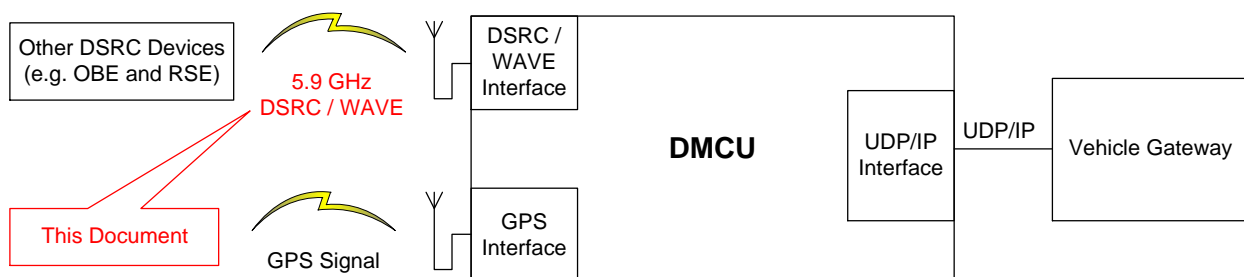 Other DSRC Devices
(e.g. OBE and RSE)
5.9 GHz
DSRC / WAVE
DSRC /
WAVE
Interface
DMCU
UDP/IP
Interface
UDP/IP
Vehicle Gateway
This Document
GPS Signal
GPS
Interface